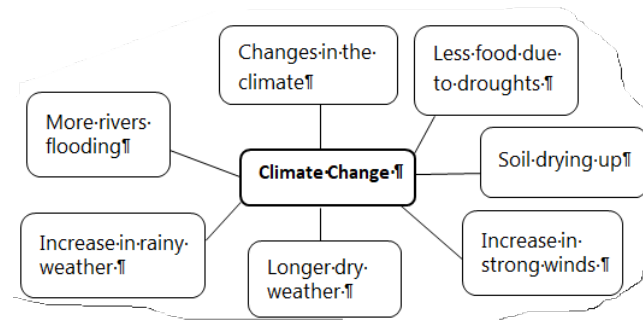 Changes·in·the·
climate¶
Less·food·due·
to·droughts·¶
More·rivers·
flooding¶
Climate·Change·¶
Soil·drying·up¶
Increase·in·rainy·
weather·¶
Longer·dry·
weather·¶
Increase·in·
strong·winds·¶